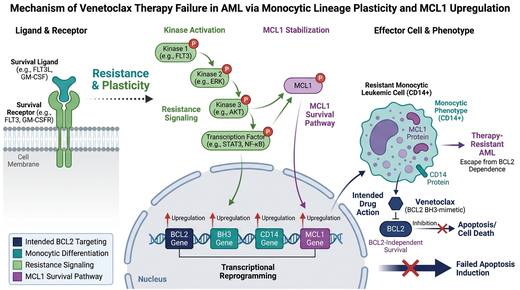 Mechanism of Venetoclax Therapy Failure in AML via Monocytic Lineage Plasticity and MCL1 Upregulation
Ligand & Receptor
Survival Ligand
(e.g., FLT3L,
GM-CSF)
Survival
Receptor (e.g.,
FLT3, GM-CSFR)
Cell
Membrane
Resistance
& Plasticity
Kinase Activation
Kinase 1
(e.g., FLT3)
P
Kinase 2
(e.g., ERK)
P
Kinase 3
(e.g., AKT)
P
Transcription Factor
(e.g., STAT3, NF-κB)
P
Resistance
Signaling
MCL1 Stabilization
MCL1
P
MCL1
Survival
Pathway
Effector Cell & Phenotype
Resistant Monocytic
Leukemic Cell (CD14+)
Monocytic
Phenotype
(CD14+)
MCL1
Protein
CD14
Protein
Therapy-
Resistant
AML
Escape from BCL2
Dependence
Intended
Drug
Action
Venetoclax
(BCL2 BH3-mimetic)
BCL2
Inhibition
Apoptosis/
Cell Death
BCL2-Independent
Survival
Failed Apoptosis
Induction
Upregulation
Upregulation
Upregulation
Upregulation
BCL2
Gene
BH3
Gene
CD14
Gene
MCL1
Gene
Transcriptional
Reprogramming
Nucleus
Intended BCL2 Targeting
Monocytic Differentiation
Resistance Signaling
MCL1 Survival Pathway